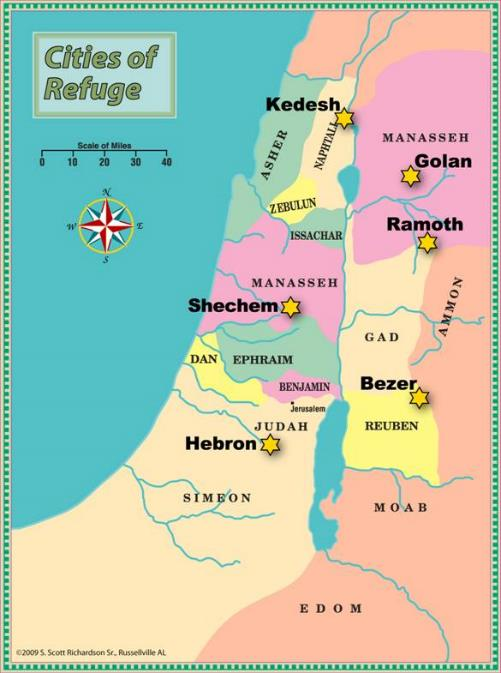 Cities of
Refuge
Scale of Miles
0 10 20 30 40
N
W E
S
Kedesh
ASHER
NAPHTALI
MANASSEH
Golan
ZEBULUN
ISSACHAR
Ramoth
MANASSEH
Shechem
AMMON
GAD
DAN
EPHRAIM
BENJAMIN
Bezer
Jerusalem
REUBEN
JUDAH
Hebron
SIMEON
MOAB
EDOM
©2009 S. Scott Richardson Sr., Russellville AL